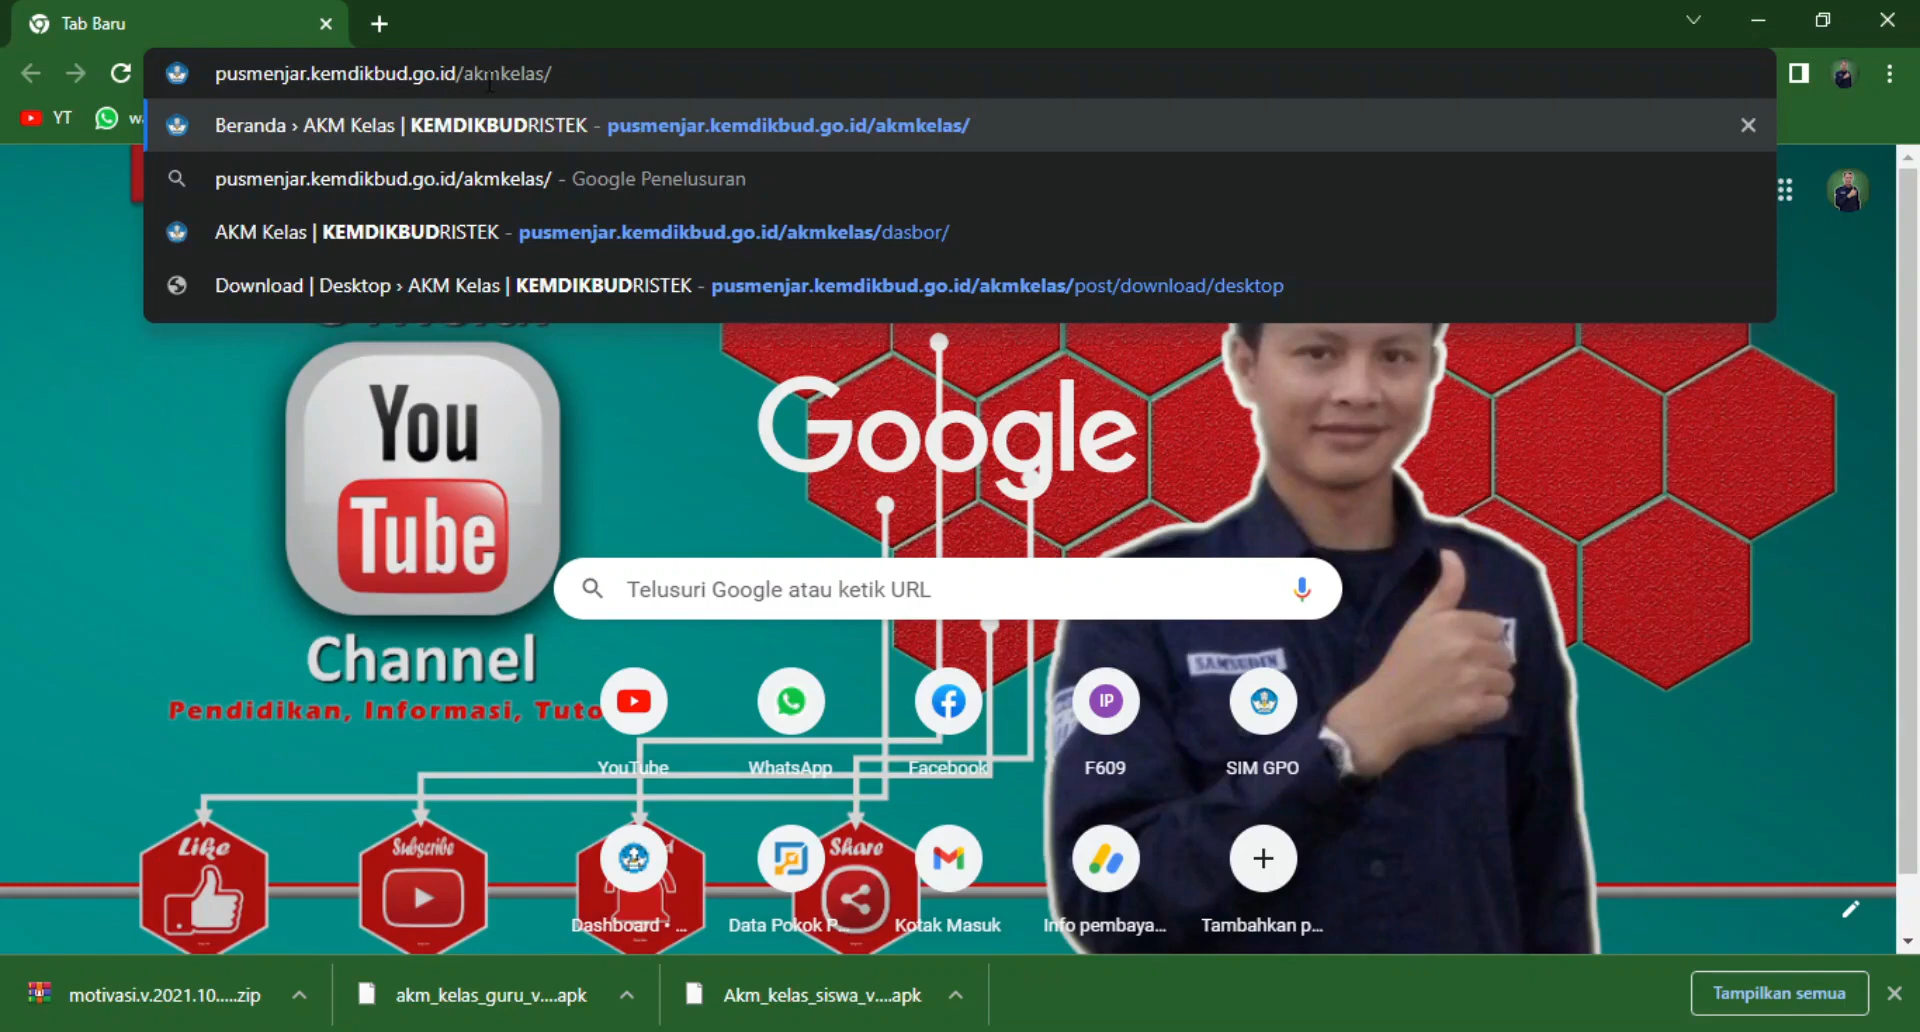 Tab Baru
pusmenjar.kemdikbud.go.id/akmkelas/
YT
Beranda › AKM Kelas | KEMDIKBUDRISTEK - pusmenjar.kemdikbud.go.id/akmkelas/
pusmenjar.kemdikbud.go.id/akmkelas/ - Google Penelusuran
AKM Kelas | KEMDIKBUDRISTEK - pusmenjar.kemdikbud.go.id/akmkelas/dasbor/
Download | Desktop › AKM Kelas | KEMDIKBUDRISTEK - pusmenjar.kemdikbud.go.id/akmkelas/post/download/desktop
You
Tube
Channel
Pendidikan, Informasi, Tuto
Google
Telusuri Google atau ketik URL
SAMSUDIN
YouTube
WhatsApp
Facebook
IP
F609
SIM GPO
Like
Subscribe
Share
Dashboard • ...
Data Pokok P...
Kotak Masuk
Info pembaya...
Tambahkan p...
motivasi.v.2021.10.....zip
akm_kelas_guru_v....apk
Akm_kelas_siswa_v....apk
Tampilkan semua